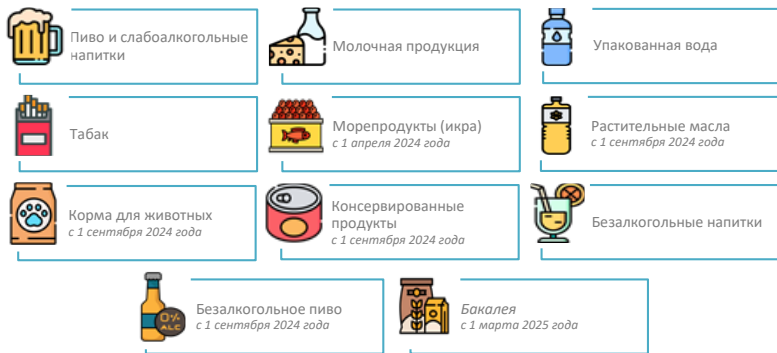 Пиво и слабоалкогольные
напитки
Молочная продукция
Упакованная вода
Табак
Морепродукты (икра)
с 1 апреля 2024 года
Растительные масла
с 1 сентября 2024 года
Корма для животных
с 1 сентября 2024 года
Консервированные
продукты
с 1 сентября 2024 года
Безалкогольные напитки
0%
ALC
Безалкогольное пиво
с 1 сентября 2024 года
Бакалея
с 1 марта 2025 года